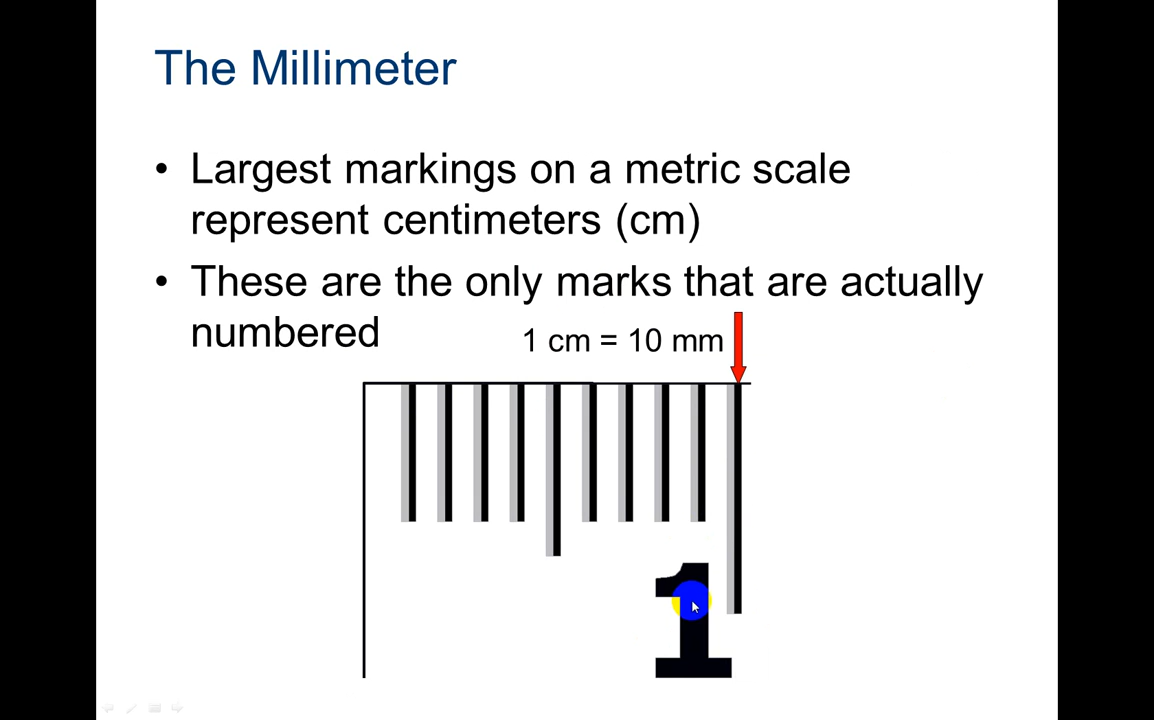 The Millimeter
• Largest markings on a metric scale
represent centimeters (cm)
• These are the only marks that are actually
numbered
1 cm = 10 mm
1